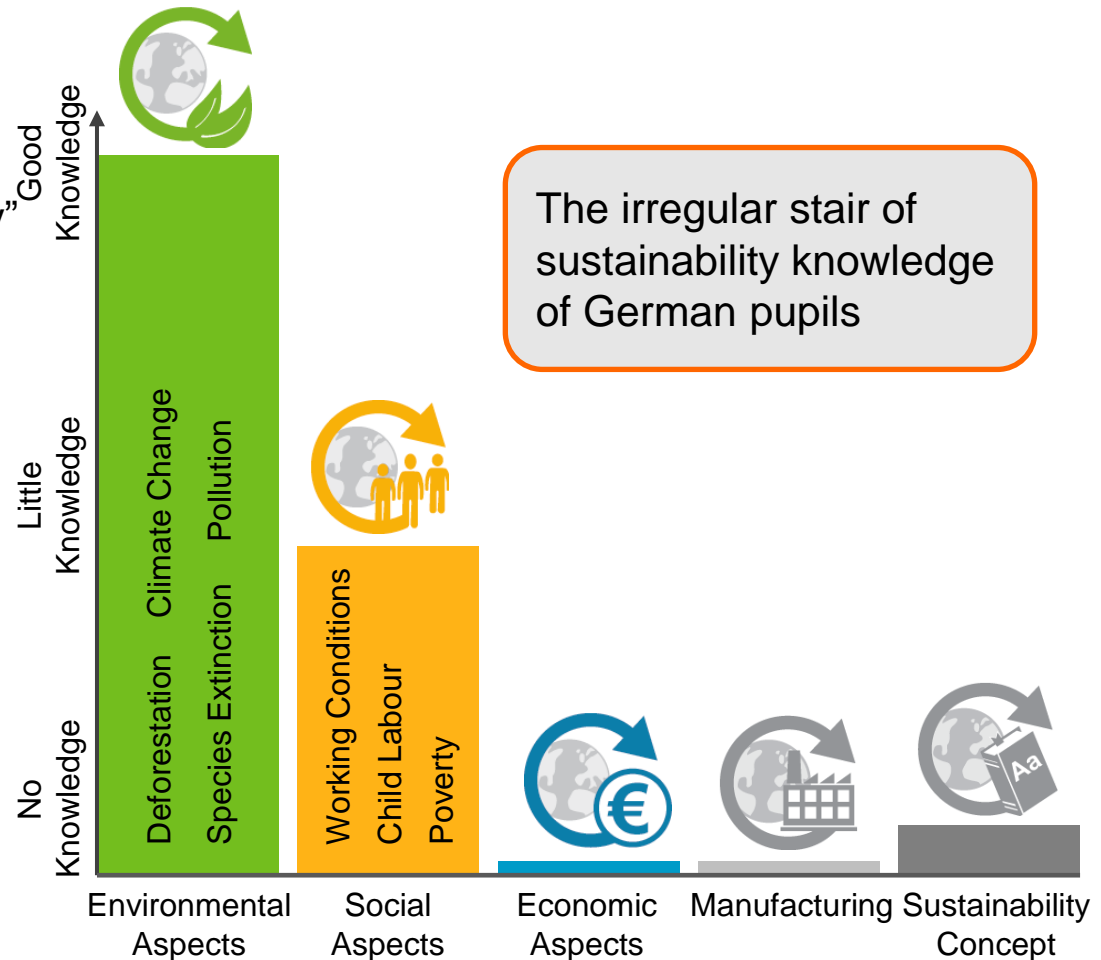 y”
Good
Knowledge
Little
Knowledge
No
Knowledge
The irregular stair of
sustainability knowledge
of German pupils
Deforestation Climate Change
Species Extinction Pollution
Working Conditions
Child Labour
Poverty
€
Aa
Environmental
Aspects
Social
Aspects
Economic
Aspects
Manufacturing
Sustainability
Concept